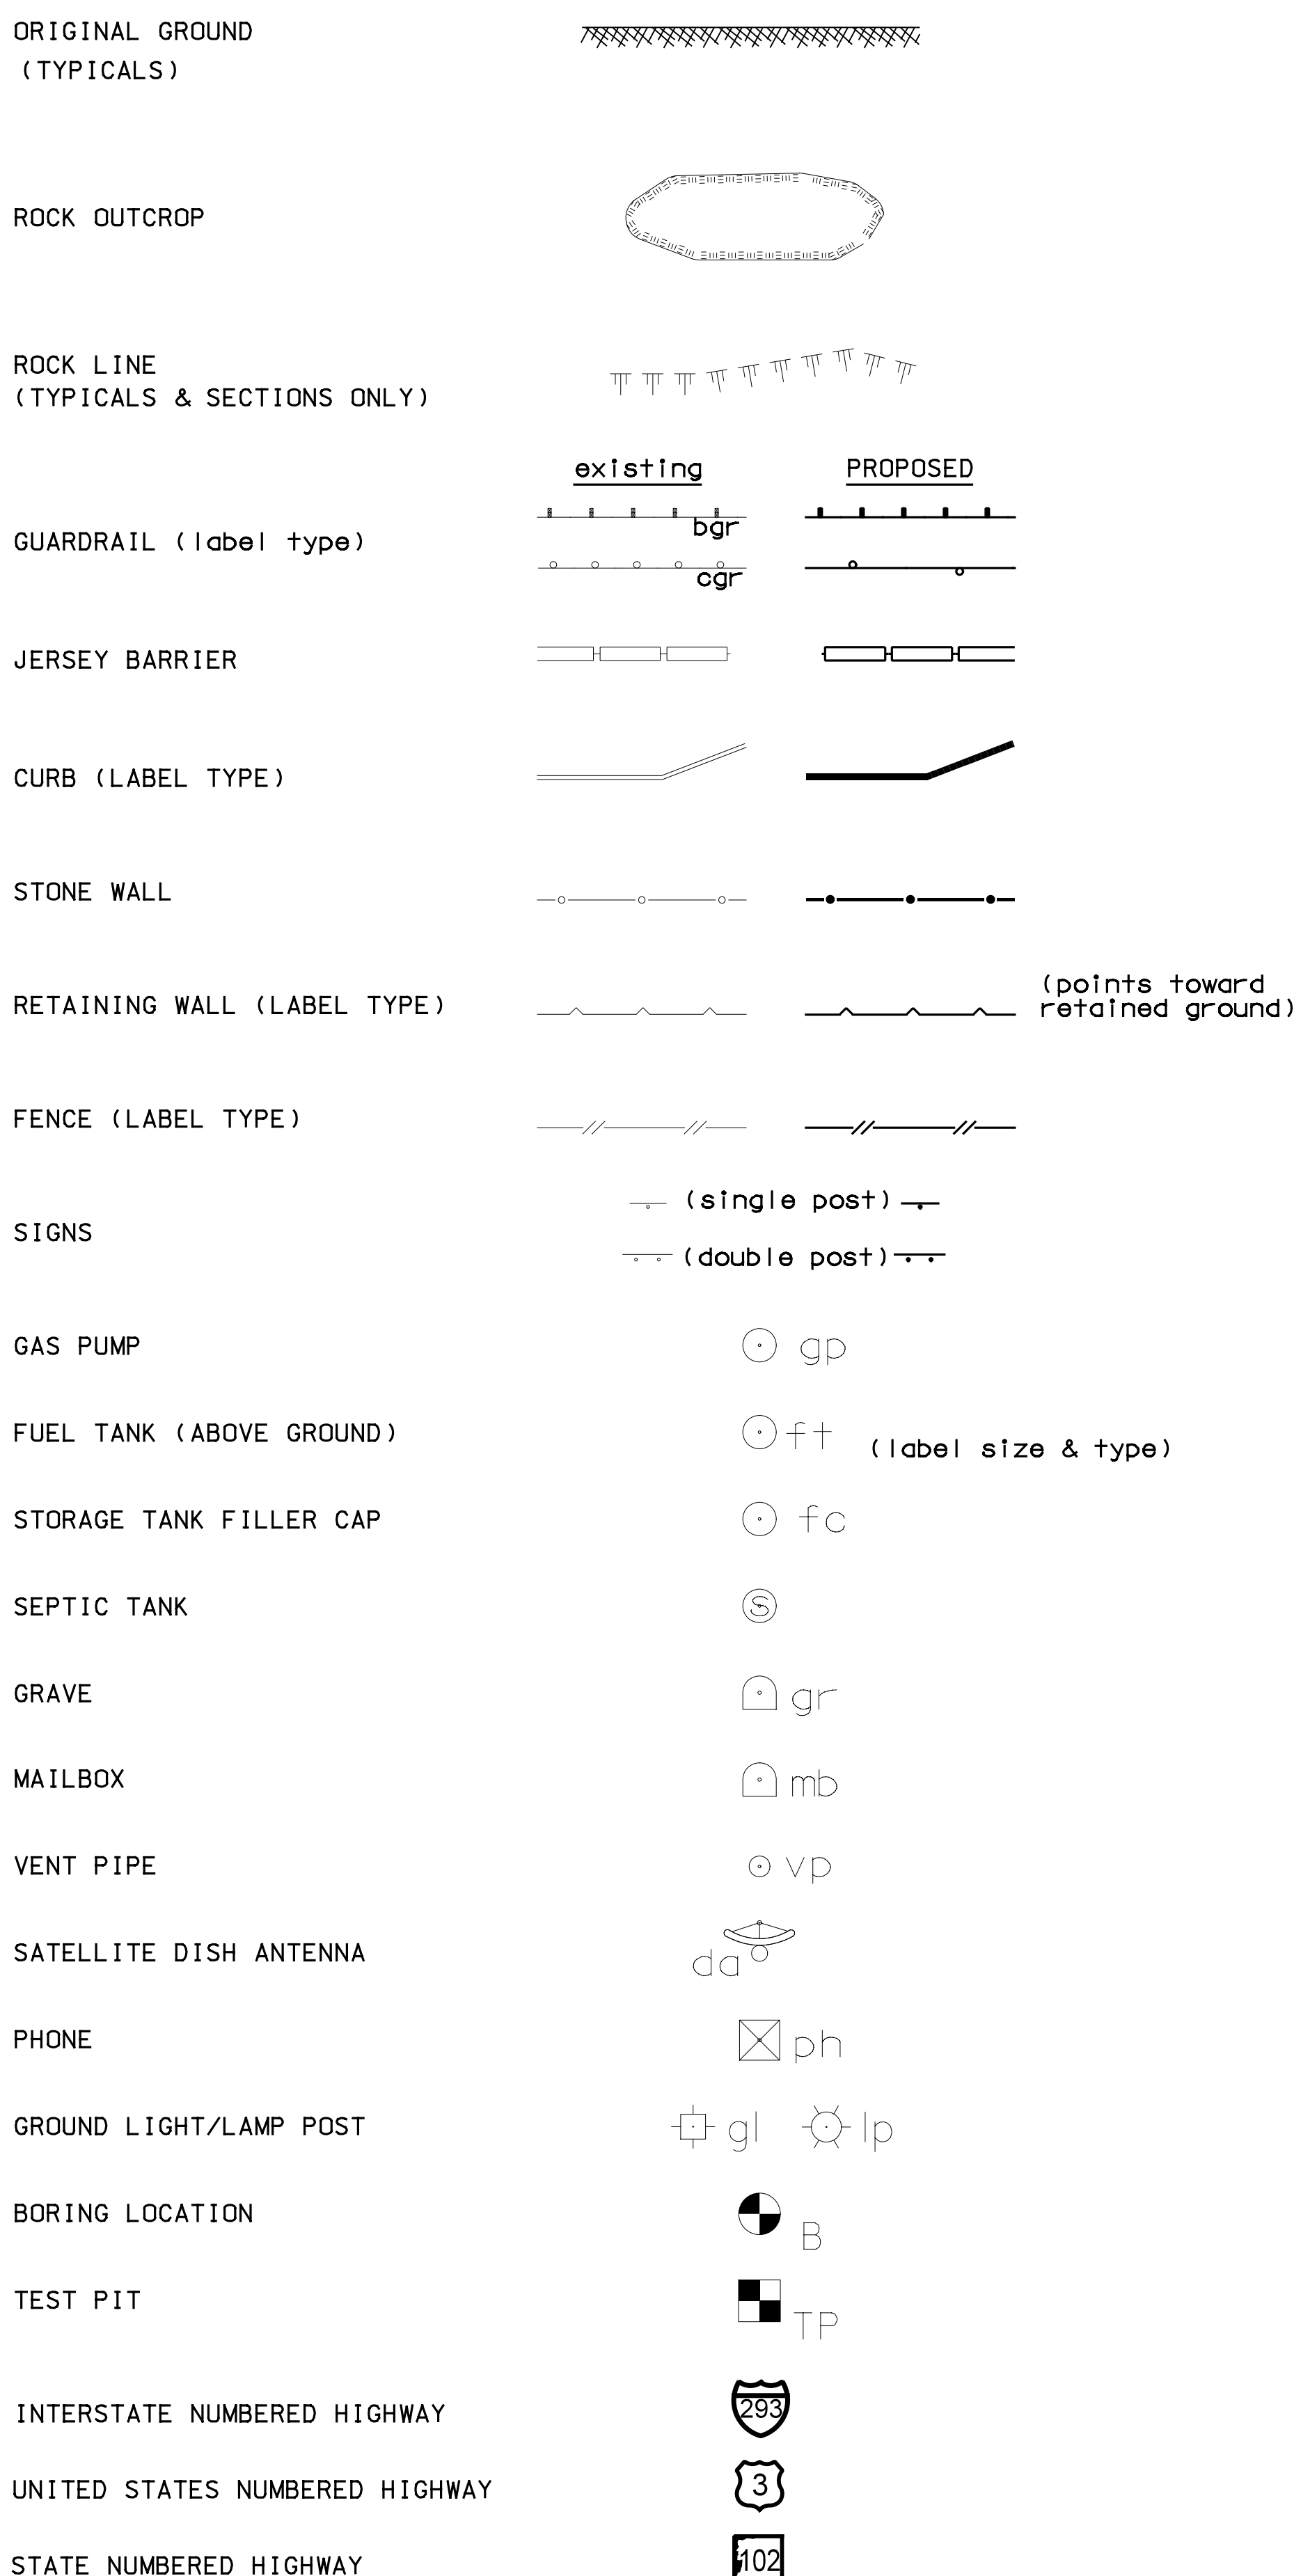 ORIGINAL GROUND
(TYPICALS)
ROCK OUTCROP
ROCK LINE
(TYPICALS & SECTIONS ONLY)
existing PROPOSED
bgr
GUARDRAIL (label type)
cgr
JERSEY BARRIER
CURB (LABEL TYPE)
STONE WALL
RETAINING WALL (LABEL TYPE)
(points toward
retained ground)
FENCE (LABEL TYPE)
(single post)
SIGNS
(double post)
GAS PUMP gp
FUEL TANK (ABOVE GROUND) ft
(label size & type)
STORAGE TANK FILLER CAP fc
SEPTIC TANK S
GRAVE gr
MAILBOX mb
VENT PIPE vp
SATELLITE DISH ANTENNA da
PHONE ph
GROUND LIGHT/LAMP POST gl lp
BORING LOCATION B
TEST PIT TP
INTERSTATE NUMBERED HIGHWAY 293
UNITED STATES NUMBERED HIGHWAY 3
STATE NUMBERED HIGHWAY 102